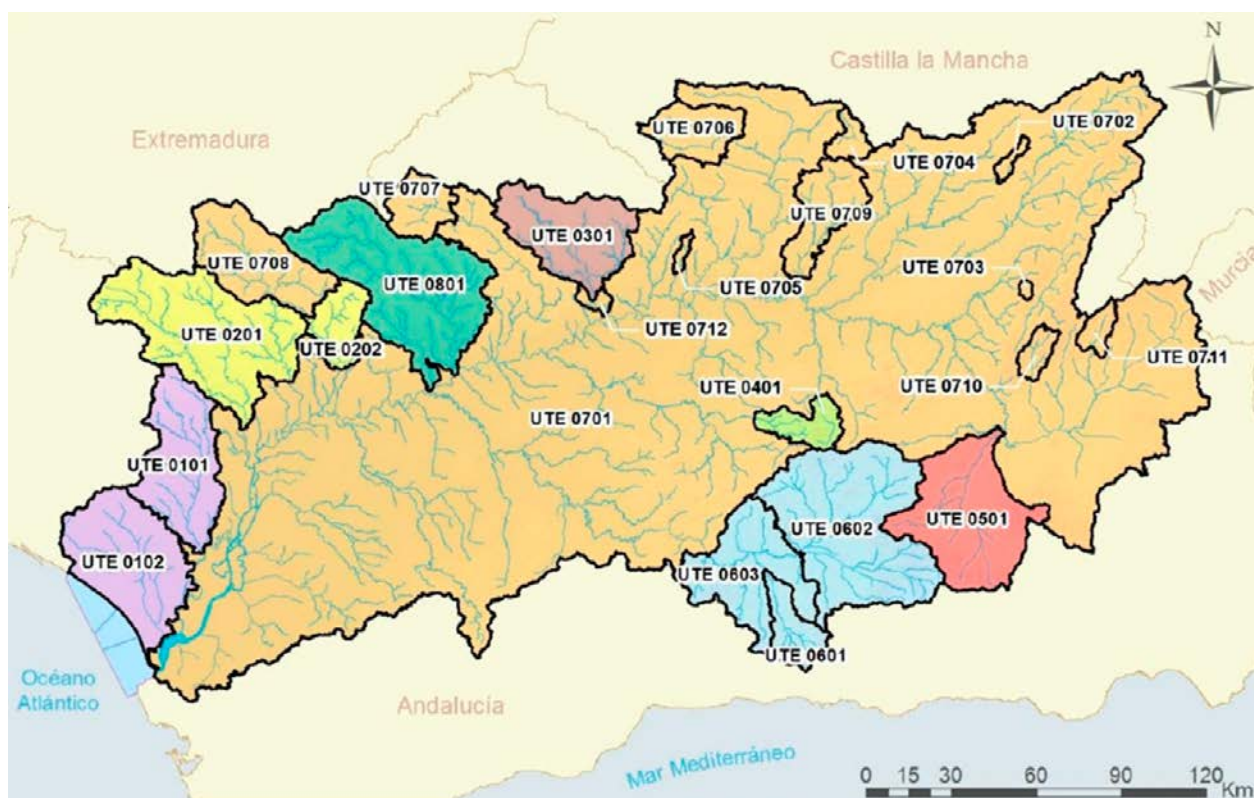 N
Castilla la Mancha
Extremadura
UTE 0706
UTE 0702
UTE 0704
UTE 0707
UTE 0709
UTE 0301
UTE 0708
UTE 0703
Murcia
UTE 0801
UTE 0705
UTE 0201
UTE 0712
UTE 0202
UTE 0711
UTE 0401
UTE 0710
UTE 0701
UTE 0101
UTE 0501
UTE 0602
UTE 0102
UTE 0603
UTE 0601
Océano
Atlántico
Andalucía
Mar Mediterráneo
0 15 30 60 90 120
Km